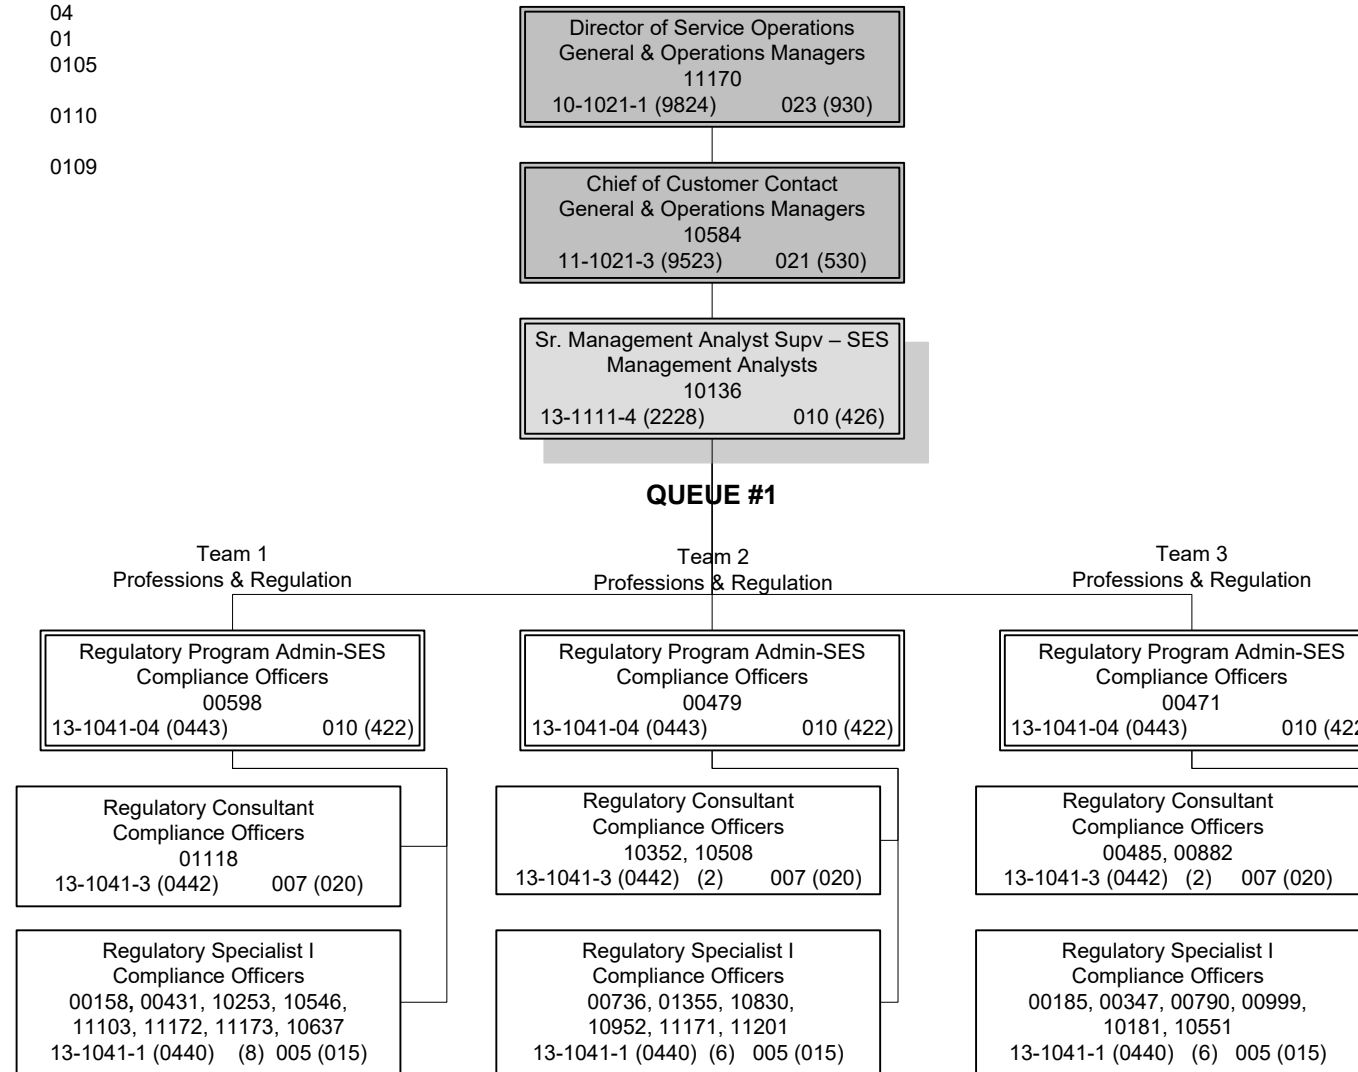 04
01
0105
0110
0109
Director of Service Operations
General & Operations Managers
11170
10-1021-1 (9824) 023 (930)
Chief of Customer Contact
General & Operations Managers
10584
11-1021-3 (9523) 021 (530)
Sr. Management Analyst Supv – SES
Management Analysts
10136
13-1111-4 (2228) 010 (426)
QUEUE #1
Team 1
Professions & Regulation
Team 2
Professions & Regulation
Team 3
Professions & Regulation
Regulatory Program Admin-SES
Compliance Officers
00598
13-1041-04 (0443) 010 (422)
Regulatory Program Admin-SES
Compliance Officers
00479
13-1041-04 (0443) 010 (422)
Regulatory Program Admin-SES
Compliance Officers
00471
13-1041-04 (0443) 010 (422
Regulatory Consultant
Compliance Officers
01118
13-1041-3 (0442) 007 (020)
Regulatory Consultant
Compliance Officers
10352, 10508
13-1041-3 (0442) (2) 007 (020)
Regulatory Consultant
Compliance Officers
00485, 00882
13-1041-3 (0442) (2) 007 (020)
Regulatory Specialist I
Compliance Officers
00158, 00431, 10253, 10546,
11103, 11172, 11173, 10637
13-1041-1 (0440) (8) 005 (015)
Regulatory Specialist I
Compliance Officers
00736, 01355, 10830,
10952, 11171, 11201
13-1041-1 (0440) (6) 005 (015)
Regulatory Specialist I
Compliance Officers
00185, 00347, 00790, 00999,
10181, 10551
13-1041-1 (0440) (6) 005 (015)